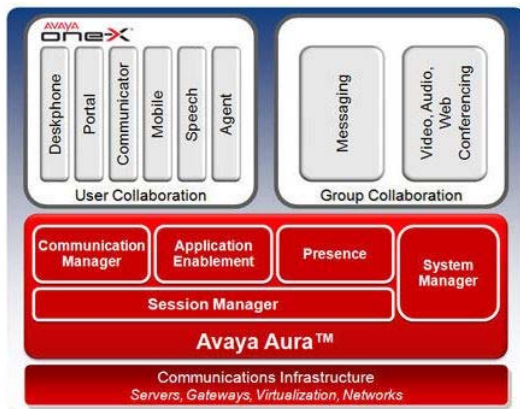 AVAYA
one-X™
Deskphone
Portal
Communicator
Mobile
Speech
Agent
User Collaboration
Messaging
Video, Audio,
Web
Conferencing
Group Collaboration
Communication
Manager
Application
Enablement
Presence
System
Manager
Session Manager
Avaya Aura™
Communications Infrastructure
Servers, Gateways, Virtualization, Networks